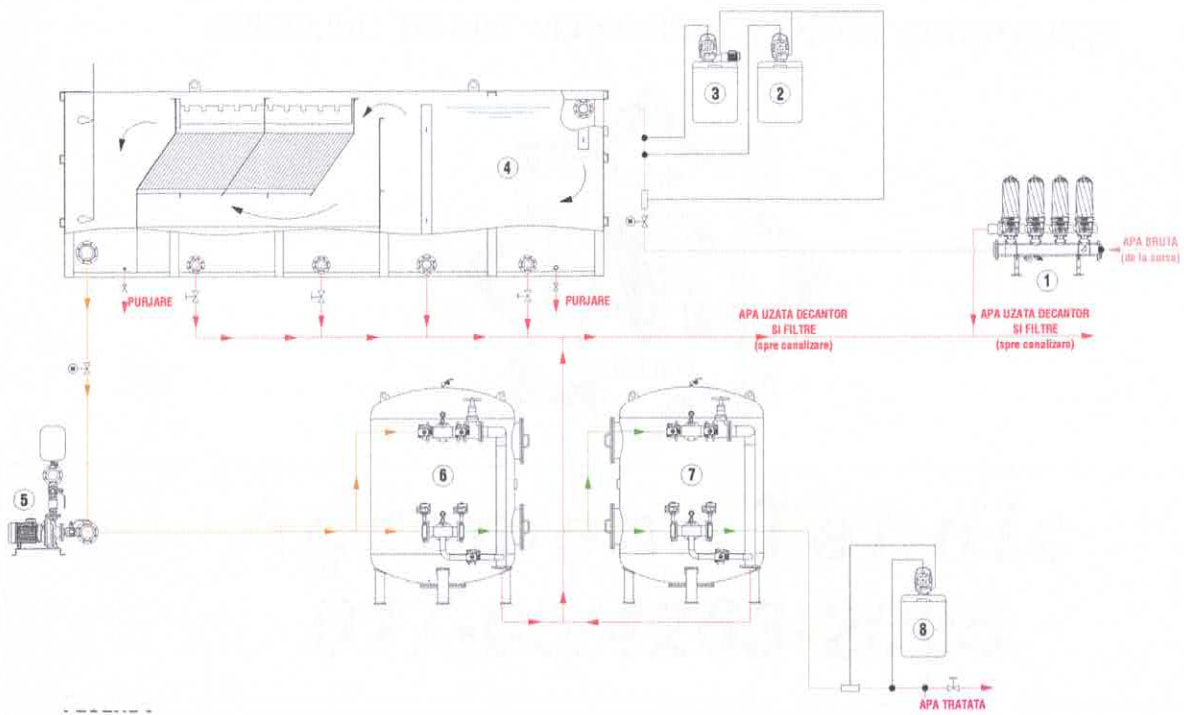 3
2
4
1
APA BRUTA
(de la sursa)
PURJARE
PURJARE
APA UZATA DECANTOR
SI FILTRE
(spre canalizare)
APA UZATA DECANTOR
SI FILTRE
(spre canalizare)
5
6
7
8
APA TRATATA